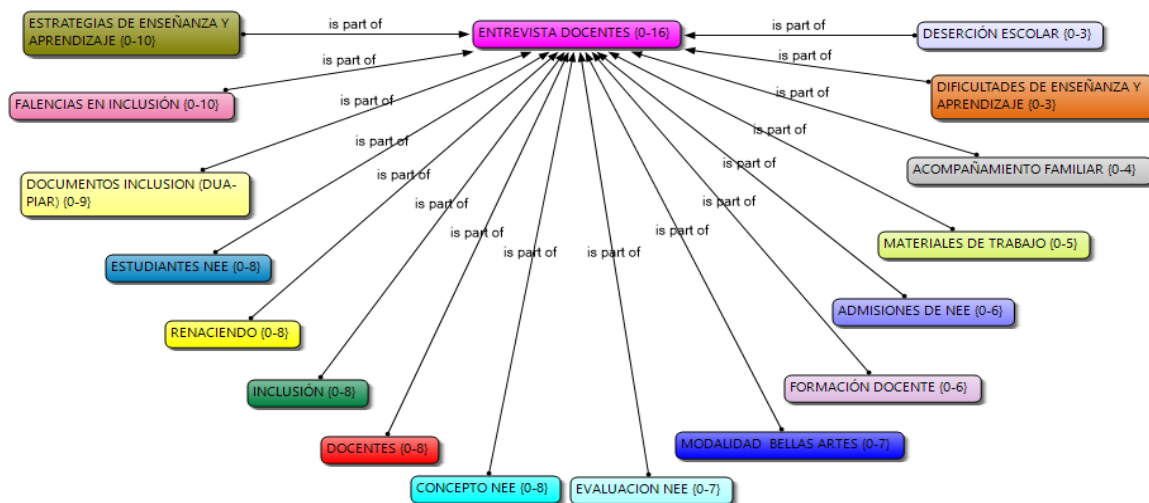 ESTRATEGIAS DE ENSEÑANZA Y
APRENDIZAJE {0-10}
is part of
ENTREVISTA DOCENTES {0-16}
is part of
DESERCIÓN ESCOLAR {0-3}
FALENCIAS EN INCLUSIÓN {0-10}
is part of
is part of
DIFICULTADES DE ENSEÑANZA Y
APRENDIZAJE {0-3}
DOCUMENTOS INCLUSION (DUA-
PIAR) {0-9}
is part of
is part of
ACOMPAÑAMIENTO FAMILIAR {0-4}
ESTUDIANTES NEE {0-8}
is part of
is part of
MATERIALES DE TRABAJO {0-5}
RENACIENDO {0-8}
is part of
is part of
ADMISIONES DE NEE {0-6}
INCLUSIÓN {0-8}
is part of
is part of
FORMACIÓN DOCENTE {0-6}
DOCENTES {0-8}
is part of
is part of
MODALIDAD BELLAS ARTES {0-7}
CONCEPTO NEE {0-8}
is part of
is part of
EVALUACION NEE {0-7}